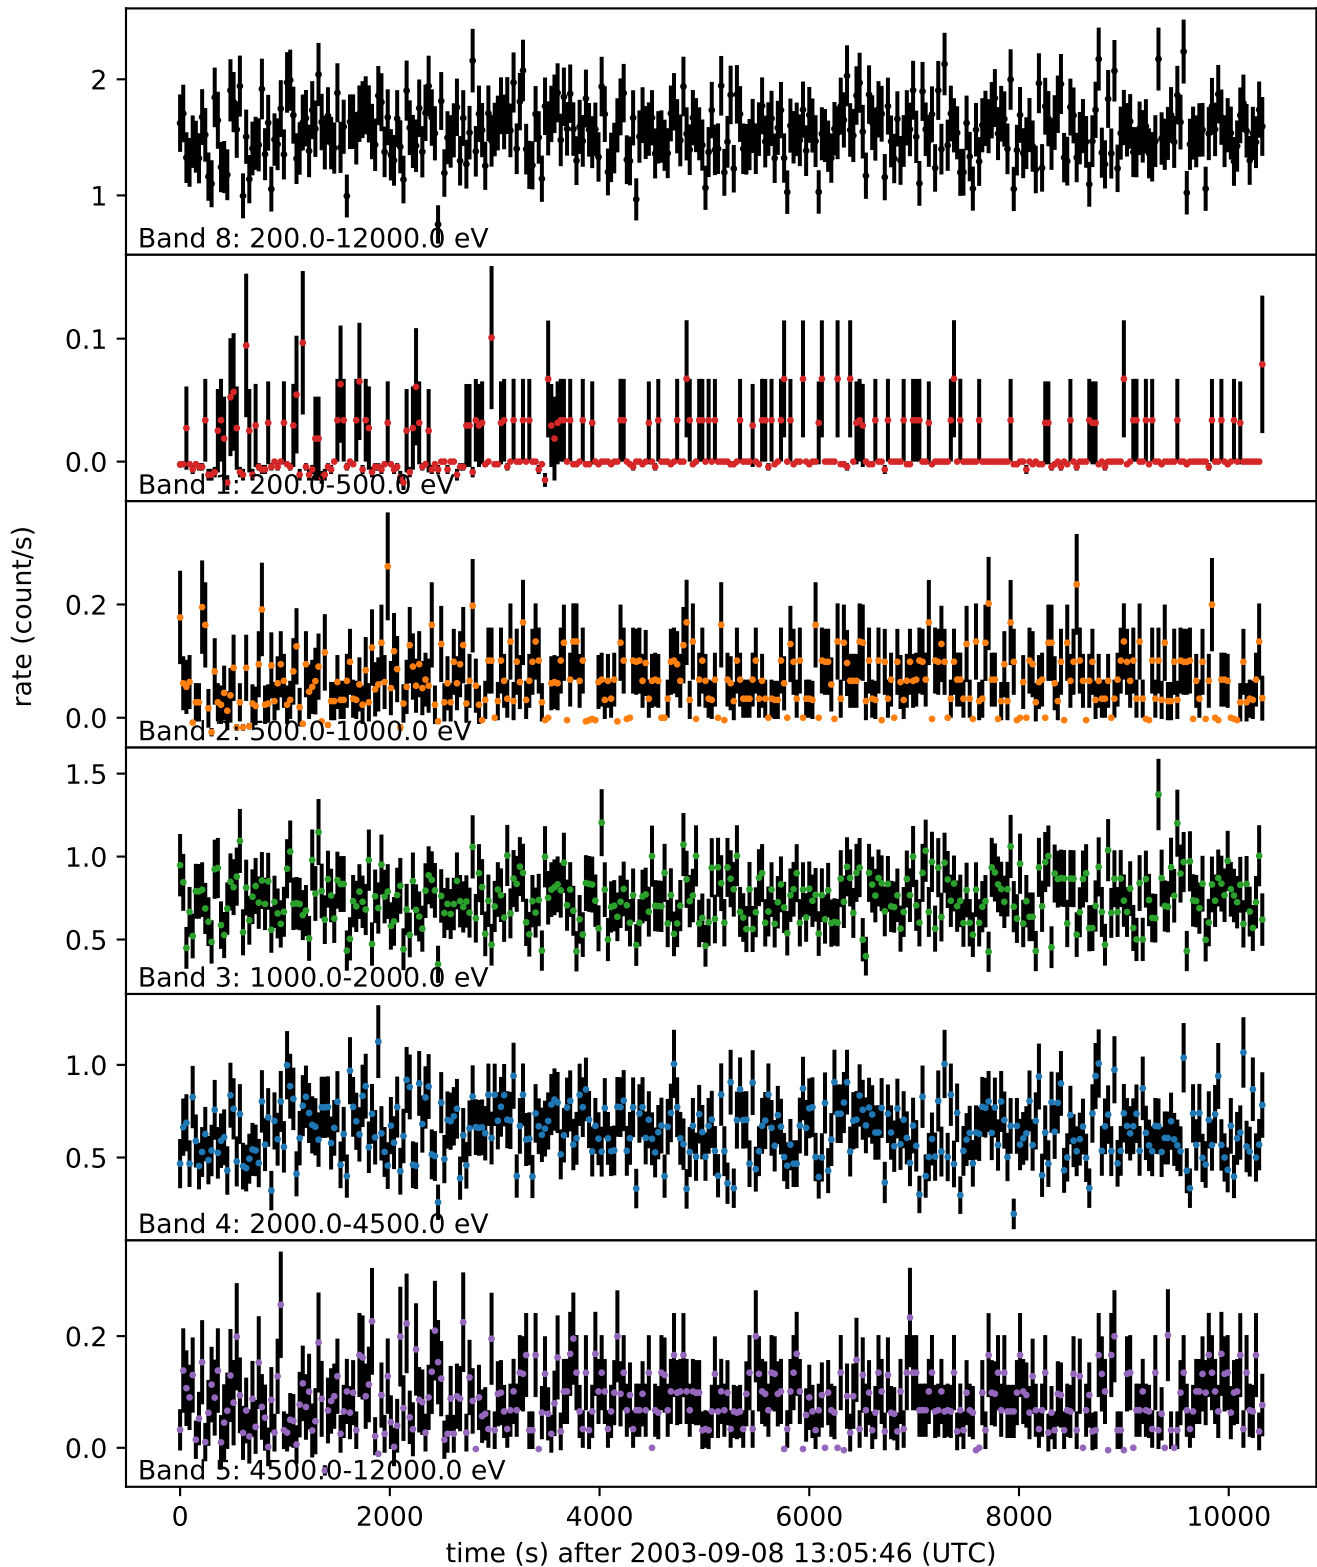 2
1
Band 8: 200.0-12000.0 eV
0.1
0.0
Band 1: 200.0-500.0 eV
0.2
0.0
Band 2: 500.0-1000.0 eV
rate (count/s)
1.5
1.0
0.5
Band 3: 1000.0-2000.0 eV
1.0
0.5
Band 4: 2000.0-4500.0 eV
0.2
0.0
Band 5: 4500.0-12000.0 eV
0 2000 4000 6000 8000 10000
time (s) after 2003-09-08 13:05:46 (UTC)